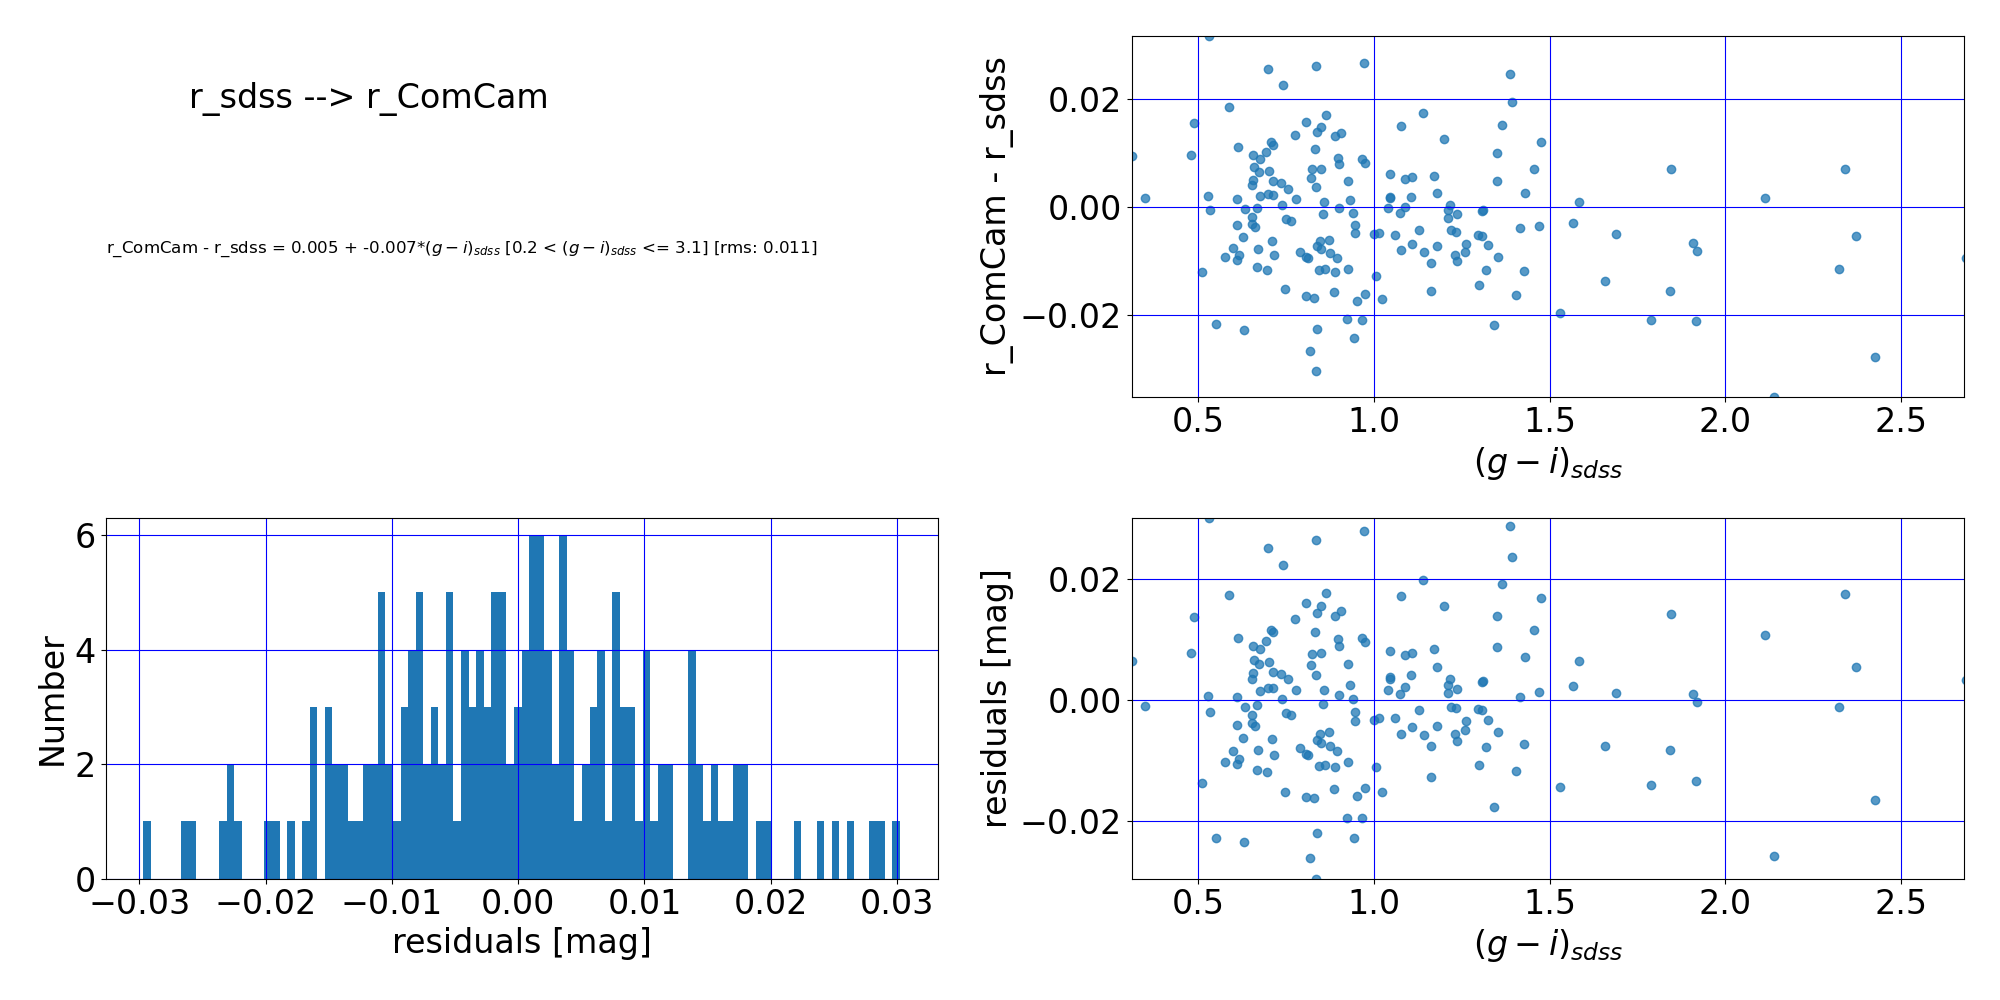 r_sdss --> r_ComCam
r_ComCam - r_sdss = 0.005 + -0.007*(g − i)sdss [0.2 < (g − i)sdss <= 3.1] [rms: 0.011]
r_ComCam - r_sdss
0.02
0.00
−0.02
0.5 1.0 1.5 2.0 2.5
(g − i)sdss
Number
6
4
2
0
−0.03 −0.02 −0.01 0.00 0.01 0.02 0.03
residuals [mag]
residuals [mag]
0.02
0.00
−0.02
0.5 1.0 1.5 2.0 2.5
(g − i)sdss